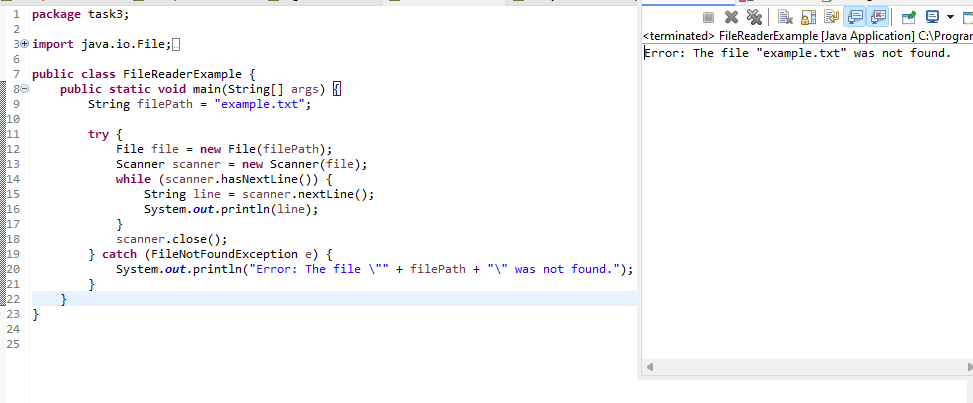 1 package task3;
2
3 import java.io.File;
6
7 public class FileReaderExample {
8 public static void main(String[] args) {
9 String filePath = "example.txt";
10
11 try {
12 File file = new File(filePath);
13 Scanner scanner = new Scanner(file);
14 while (scanner.hasNextLine()) {
15 String line = scanner.nextLine();
16 System.out.println(line);
17 }
18 scanner.close();
19 } catch (FileNotFoundException e) {
20 System.out.println("Error: The file \"" + filePath + "\" was not found.");
21 }
22 }
23 }
24
25
<terminated> FileReaderExample [Java Application] C:\Program
Error: The file "example.txt" was not found.